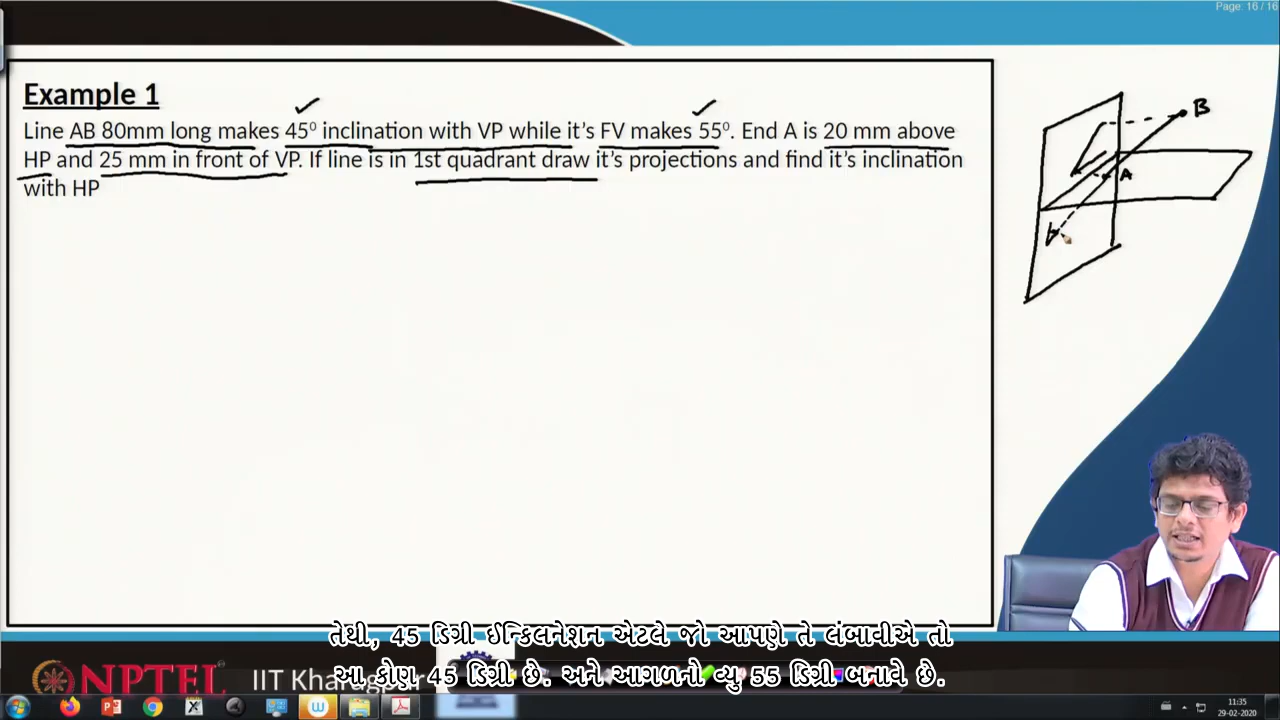 Page: 16 / 16
Example 1
Line AB 80mm long makes 45⁰ inclination with VP while it's FV makes 55⁰. End A is 20 mm above
HP and 25 mm in front of VP. If line is in 1st quadrant draw it's projections and find it's inclination
with HP
B
A
તેથી, 45 ડિગ્રી ઈન્કિલનેશન એટલે જો આપણે તે લંબાવીએ તો
આ કોણ 45 ડિગ્રી છે. અને આગળનો વ્યુ 55 ડિગ્રી બનાવે છે.
NPTEL IIT Kharagpur
11:35
29-02-2020